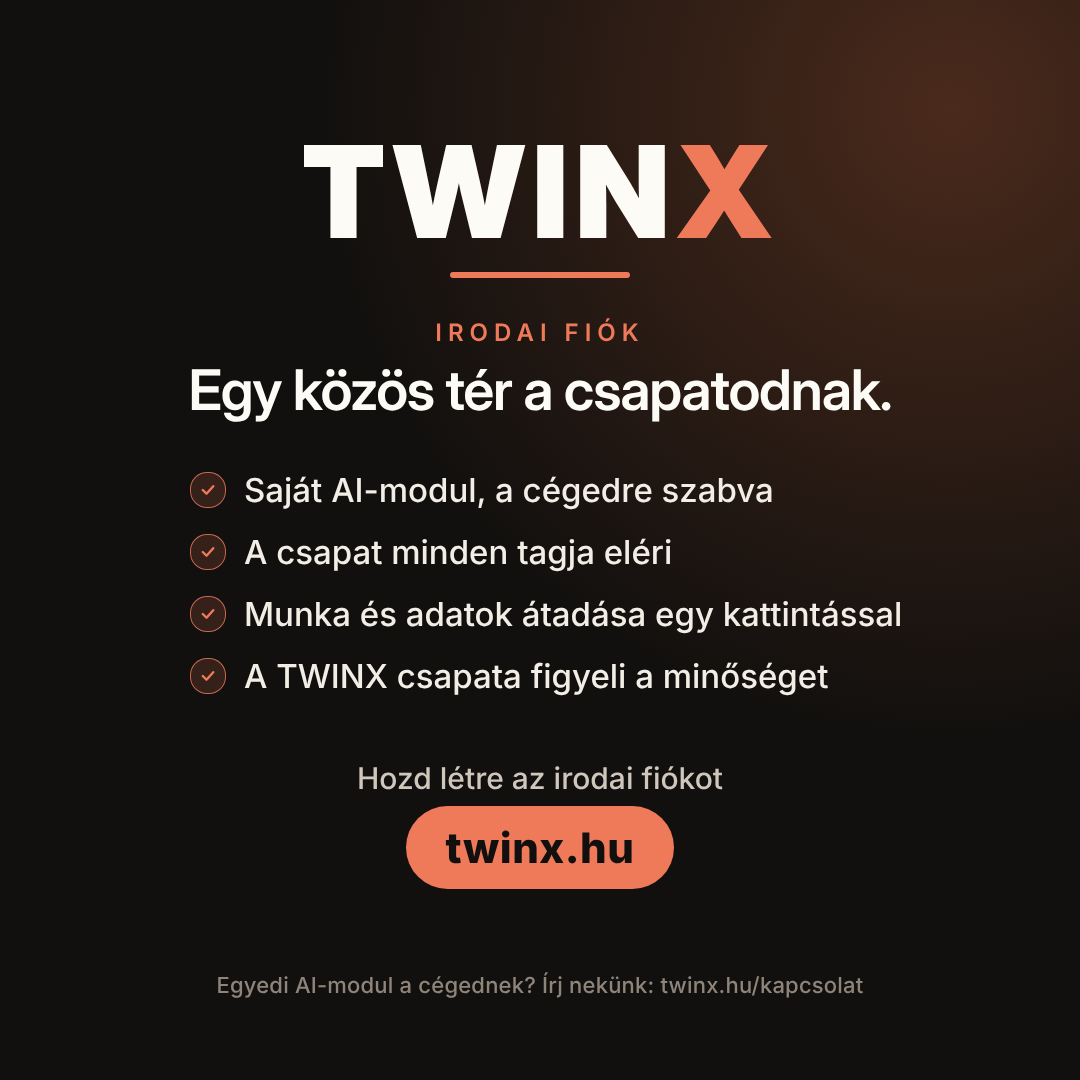 TWINX
IRODAI FIÓK
Egy közös tér a csapatodnak.
Saját AI-modul, a cégedre szabva
A csapat minden tagja eléri
Munka és adatok átadása egy kattintással
A TWINX csapata figyeli a minőséget
Hozd létre az irodai fiókot
twinx.hu
Egyedi AI-modul a cégednek? Írj nekünk: twinx.hu/kapcsolat